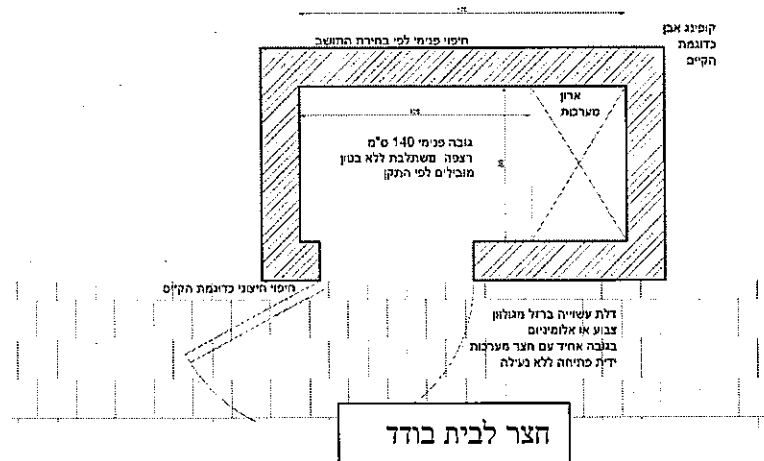 קופינג אבן
כדוגמת
הקיים
חיפוי פנימי לפי בחירת התושב
ארון
מערכות
גובה פנימי 140 ס"מ
רצפה משתלבת ללא בטון
מובילים לפי התקן
חיפוי חיצוני כדוגמת הקיים
דלת עשוייה ברזל מגולוון
צבוע או אלומיניום
בגובה אחיד עם חצר מערכות
ידית פתיחה ללא נעילה
חצר לבית בודד